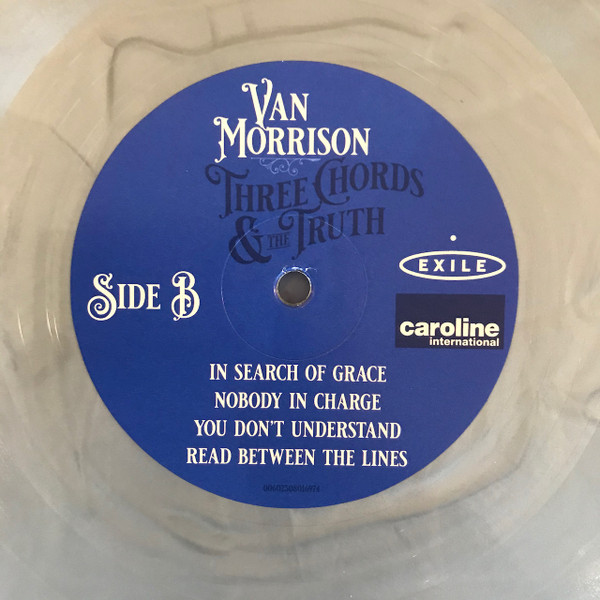 VAN
MORRISON
THREE CHORDS
& THE TRUTH
SIDE B
EXILE
caroline
international
IN SEARCH OF GRACE
NOBODY IN CHARGE
YOU DON'T UNDERSTAND
READ BETWEEN THE LINES